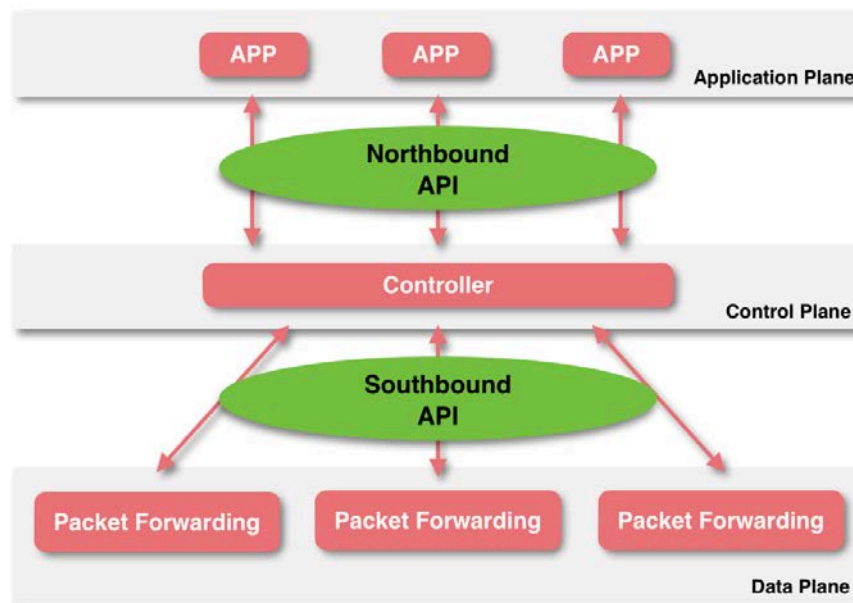 APP APP APP
Application Plane
Northbound
API
Controller
Control Plane
Southbound
API
Packet Forwarding Packet Forwarding Packet Forwarding
Data Plane